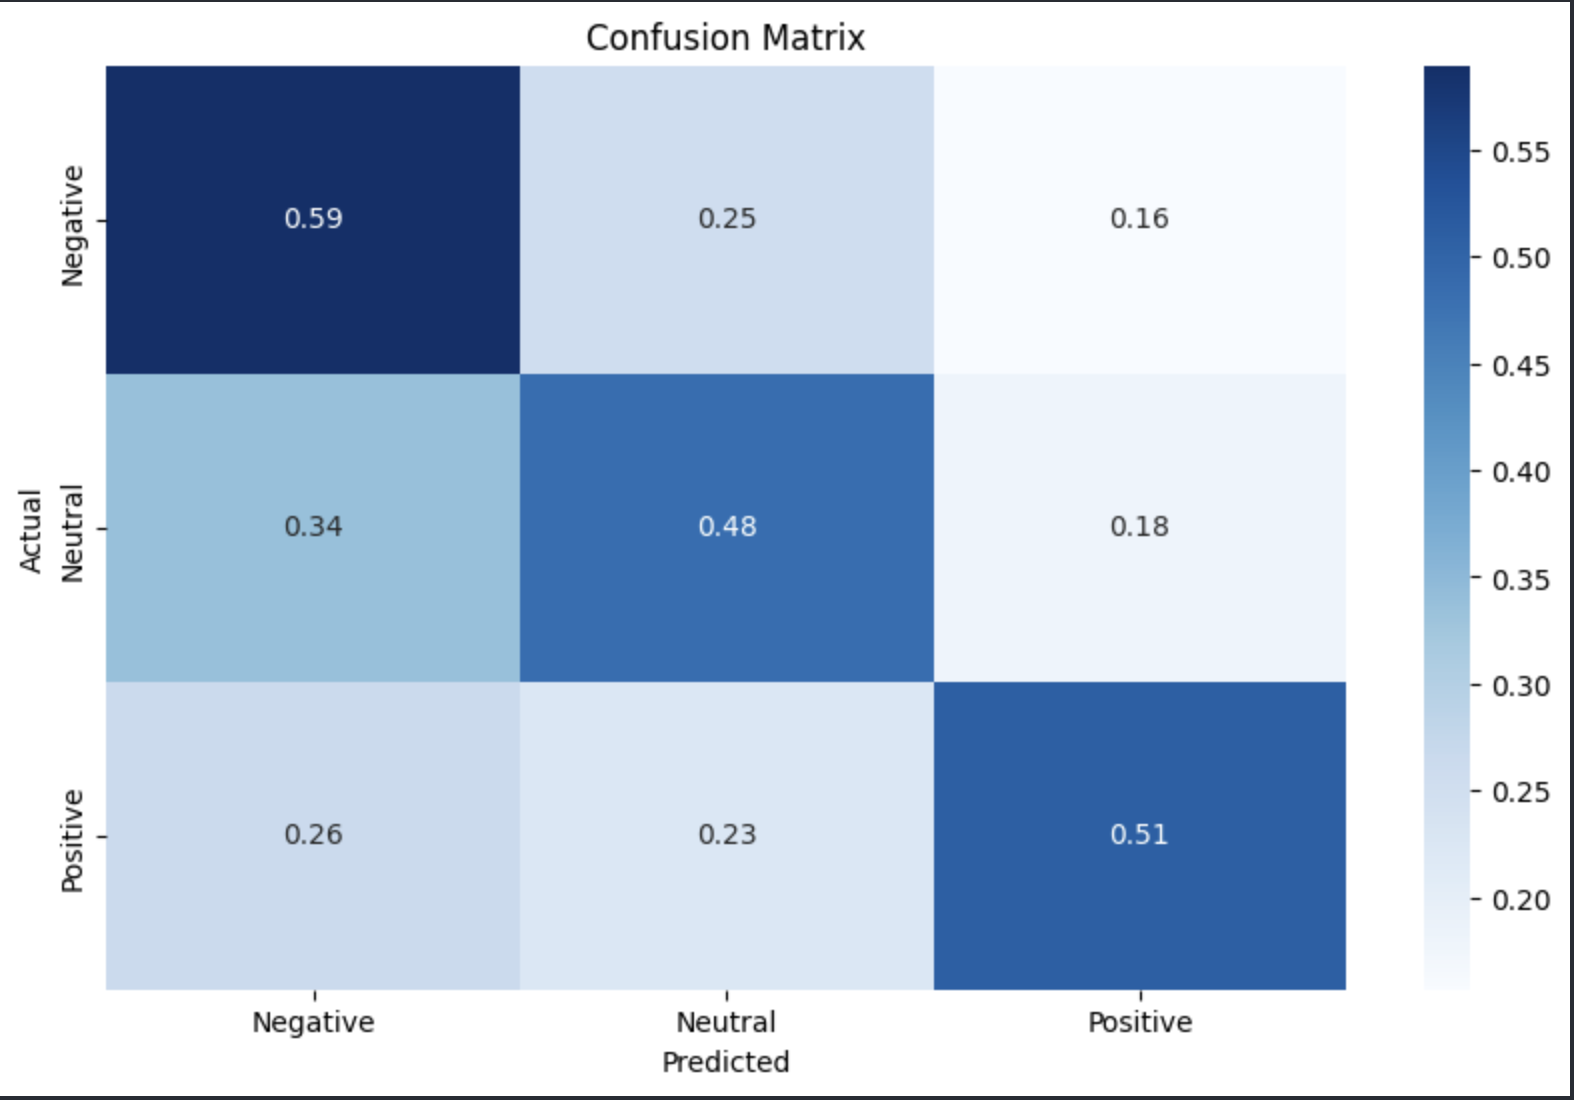 Confusion Matrix
Actual
Negative
0.59
0.25
0.16
Neutral
0.34
0.48
0.18
Positive
0.26
0.23
0.51
Negative
Neutral
Positive
Predicted
0.55
0.50
0.45
0.40
0.35
0.30
0.25
0.20